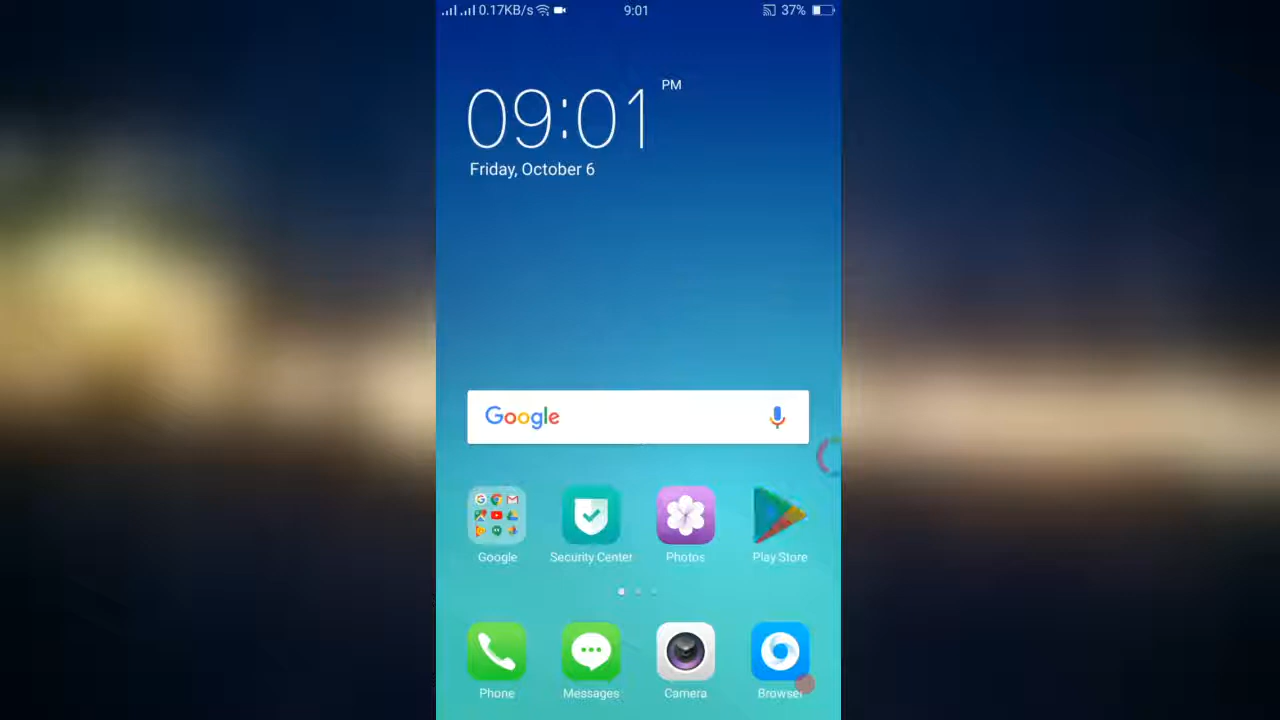 0.17KB/s 9:01 37%
PM
09:01
Friday, October 6
Google
Google Security Center Photos Play Store
Phone Messages Camera Browser